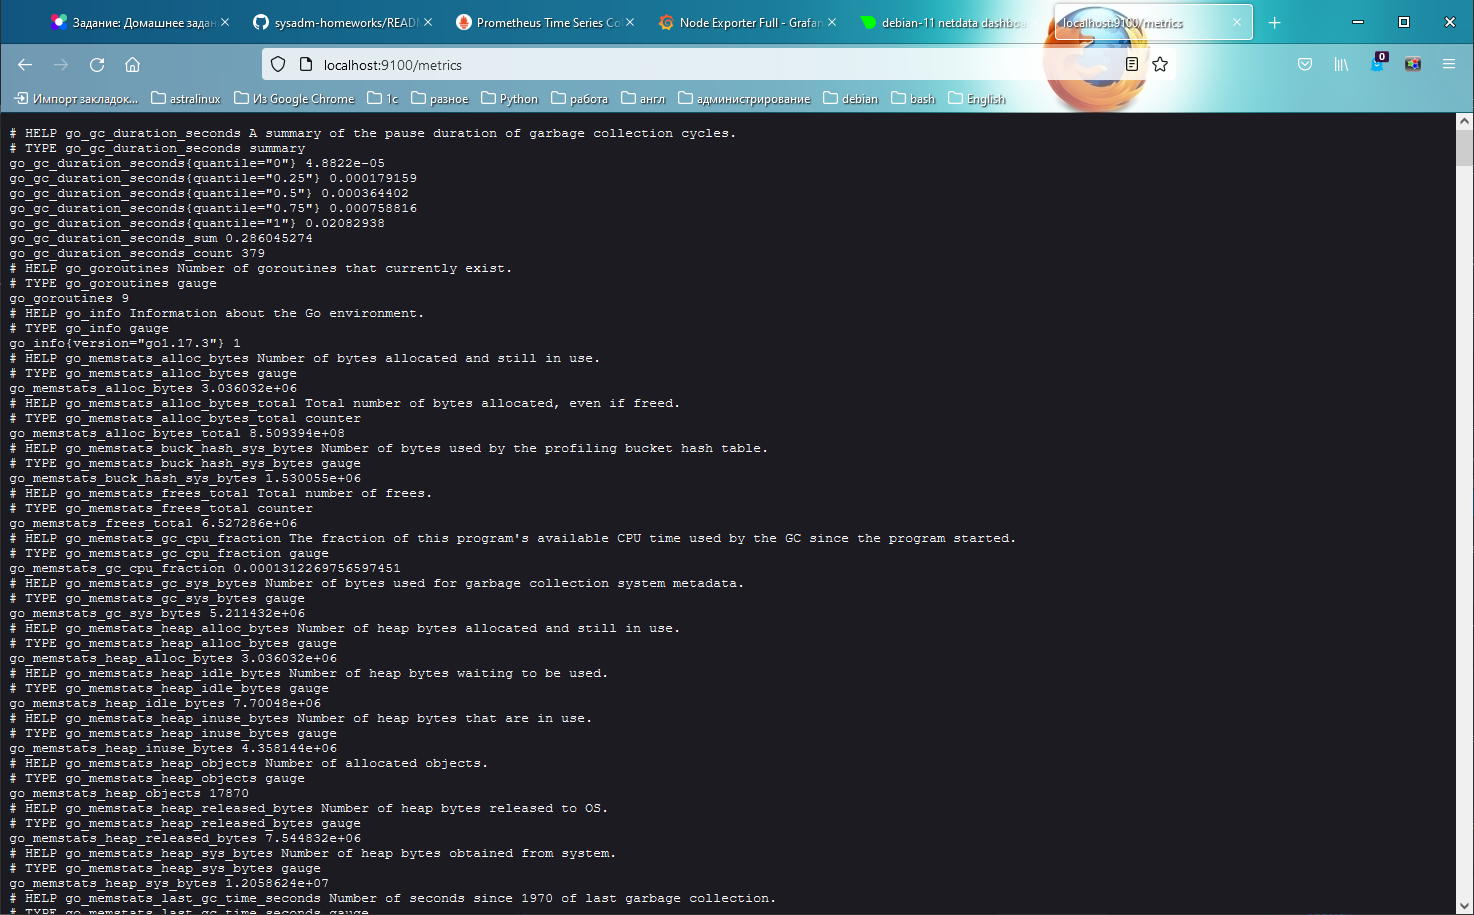 Задание: Домашнее задан
sysadm-homeworks/READM
Prometheus Time Series Col
Node Exporter Full - Grafan
debian-11 netdata dashboa
localhost:9100/metrics
localhost:9100/metrics
0
Импорт закладок...
astralinux
Из Google Chrome
1c
разное
Python
работа
англ
администрирование
debian
bash
English
# HELP go_gc_duration_seconds A summary of the pause duration of garbage collection cycles.
# TYPE go_gc_duration_seconds summary
go_gc_duration_seconds{quantile="0"} 4.8822e-05
go_gc_duration_seconds{quantile="0.25"} 0.000179159
go_gc_duration_seconds{quantile="0.5"} 0.000364402
go_gc_duration_seconds{quantile="0.75"} 0.000758816
go_gc_duration_seconds{quantile="1"} 0.02082938
go_gc_duration_seconds_sum 0.286045274
go_gc_duration_seconds_count 379
# HELP go_goroutines Number of goroutines that currently exist.
# TYPE go_goroutines gauge
go_goroutines 9
# HELP go_info Information about the Go environment.
# TYPE go_info gauge
go_info{version="go1.17.3"} 1
# HELP go_memstats_alloc_bytes Number of bytes allocated and still in use.
# TYPE go_memstats_alloc_bytes gauge
go_memstats_alloc_bytes 3.036032e+06
# HELP go_memstats_alloc_bytes_total Total number of bytes allocated, even if freed.
# TYPE go_memstats_alloc_bytes_total counter
go_memstats_alloc_bytes_total 8.509394e+08
# HELP go_memstats_buck_hash_sys_bytes Number of bytes used by the profiling bucket hash table.
# TYPE go_memstats_buck_hash_sys_bytes gauge
go_memstats_buck_hash_sys_bytes 1.530055e+06
# HELP go_memstats_frees_total Total number of frees.
# TYPE go_memstats_frees_total counter
go_memstats_frees_total 6.527286e+06
# HELP go_memstats_gc_cpu_fraction The fraction of this program's available CPU time used by the GC since the program started.
# TYPE go_memstats_gc_cpu_fraction gauge
go_memstats_gc_cpu_fraction 0.0001312269756597451
# HELP go_memstats_gc_sys_bytes Number of bytes used for garbage collection system metadata.
# TYPE go_memstats_gc_sys_bytes gauge
go_memstats_gc_sys_bytes 5.211432e+06
# HELP go_memstats_heap_alloc_bytes Number of heap bytes allocated and still in use.
# TYPE go_memstats_heap_alloc_bytes gauge
go_memstats_heap_alloc_bytes 3.036032e+06
# HELP go_memstats_heap_idle_bytes Number of heap bytes waiting to be used.
# TYPE go_memstats_heap_idle_bytes gauge
go_memstats_heap_idle_bytes 7.70048e+06
# HELP go_memstats_heap_inuse_bytes Number of heap bytes that are in use.
# TYPE go_memstats_heap_inuse_bytes gauge
go_memstats_heap_inuse_bytes 4.358144e+06
# HELP go_memstats_heap_objects Number of allocated objects.
# TYPE go_memstats_heap_objects gauge
go_memstats_heap_objects 17870
# HELP go_memstats_heap_released_bytes Number of heap bytes released to OS.
# TYPE go_memstats_heap_released_bytes gauge
go_memstats_heap_released_bytes 7.544832e+06
# HELP go_memstats_heap_sys_bytes Number of heap bytes obtained from system.
# TYPE go_memstats_heap_sys_bytes gauge
go_memstats_heap_sys_bytes 1.2058624e+07
# HELP go_memstats_last_gc_time_seconds Number of seconds since 1970 of last garbage collection.
# TYPE go_memstats_last_gc_time_seconds gauge